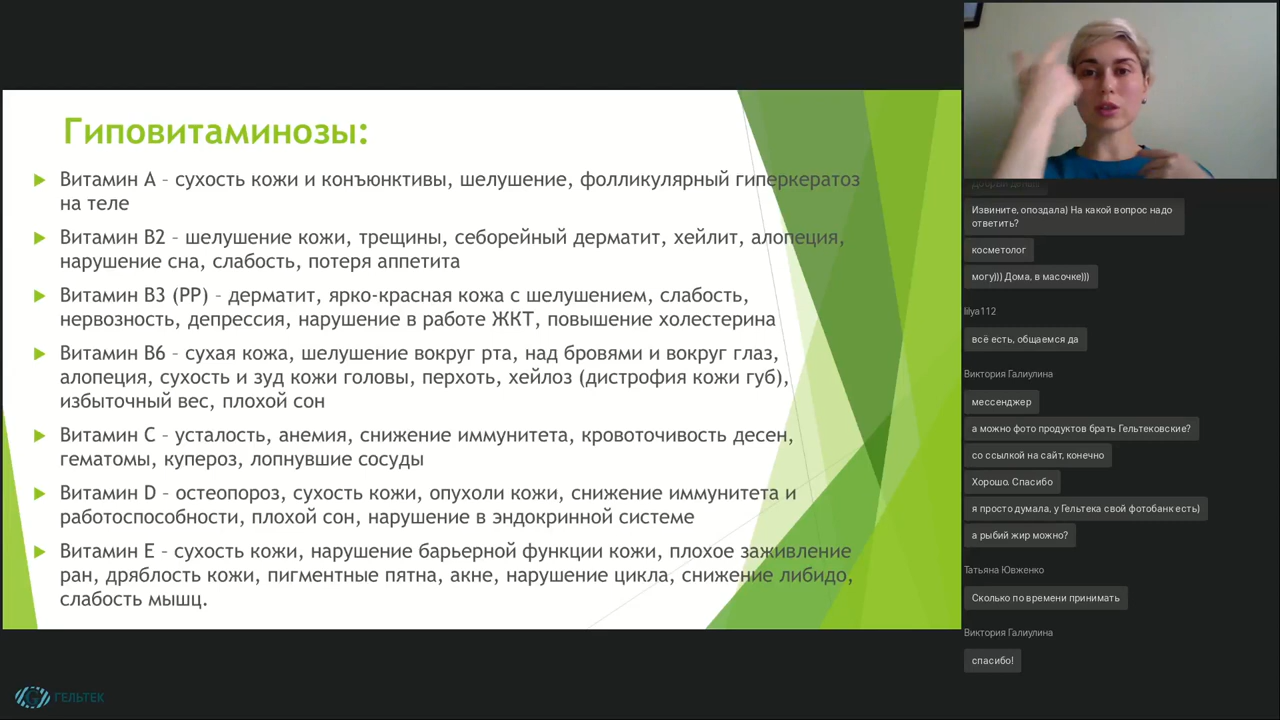 Гиповитаминозы:
Витамин А – сухость кожи и конъюнктивы, шелушение, фолликулярный гиперкератоз
на теле
Витамин В2 – шелушение кожи, трещины, себорейный дерматит, хейлит, алопеция,
нарушение сна, слабость, потеря аппетита
Витамин В3 (РР) – дерматит, ярко-красная кожа с шелушением, слабость,
нервозность, депрессия, нарушение в работе ЖКТ, повышение холестерина
Витамин В6 – сухая кожа, шелушение вокруг рта, над бровями и вокруг глаз,
алопеция, сухость и зуд кожи головы, перхоть, хейлоз (дистрофия кожи губ),
избыточный вес, плохой сон
Витамин С – усталость, анемия, снижение иммунитета, кровоточивость десен,
гематомы, купероз, лопнувшие сосуды
Витамин D – остеопороз, сухость кожи, опухоли кожи, снижение иммунитета и
работоспособности, плохой сон, нарушение в эндокринной системе
Витамин Е – сухость кожи, нарушение барьерной функции кожи, плохое заживление
ран, дряблость кожи, пигментные пятна, акне, нарушение цикла, снижение либидо,
слабость мышц.
ГЕЛЬТЕК
Извините, опоздала) На какой вопрос надо
ответить?
косметолог
могу))) Дома, в масочке)))
lilya112
всё есть, общаемся да
Виктория Галиулина
мессенджер
а можно фото продуктов брать Гельтековские?
со ссылкой на сайт, конечно
Хорошо. Спасибо
я просто думала, у Гельтека свой фотобанк есть)
а рыбий жир можно?
Татьяна Ювженко
Сколько по времени принимать
Виктория Галиулина
спасибо!